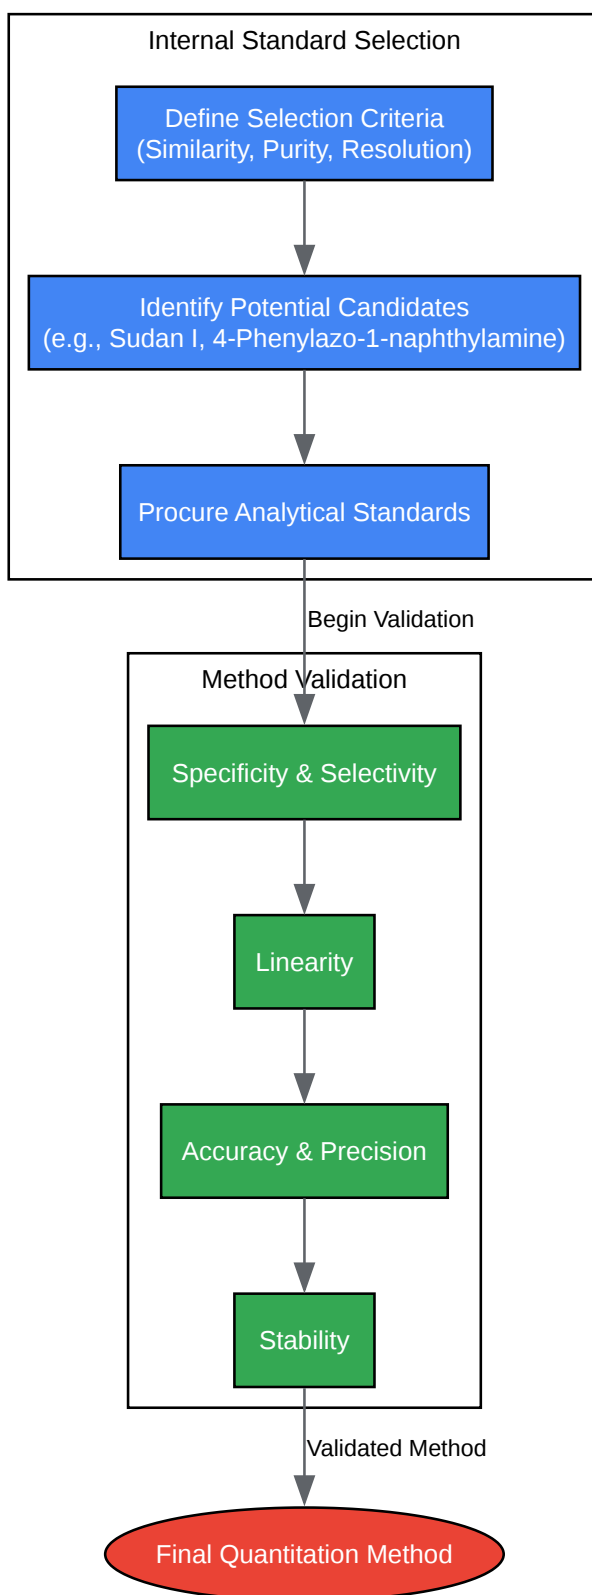 Internal Standard Selection
Define Selection Criteria
(Similarity, Purity, Resolution)
Identify Potential Candidates
(e.g., Sudan I, 4-Phenylazo-1-naphthylamine)
Procure Analytical Standards
Begin Validation
Method Validation
Specificity & Selectivity
Linearity
Accuracy & Precision
Stability
Validated Method
Final Quantitation Method